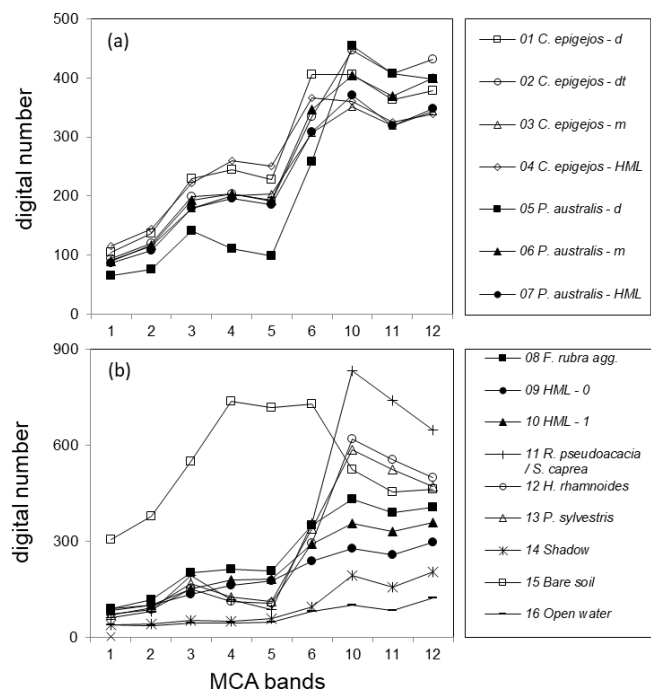 (a)
500
400
300
200
100
0
digital number
1 2 3 4 5 6 10 11 12
01 C. epigejos - d
02 C. epigejos - dt
03 C. epigejos - m
04 C. epigejos - HML
05 P. australis - d
06 P. australis - m
07 P. australis - HML
(b)
900
600
300
0
digital number
1 2 3 4 5 6 10 11 12
MCA bands
08 F. rubra agg.
09 HML - 0
10 HML - 1
11 R. pseudoacacia
/ S. caprea
12 H. rhamnoides
13 P. sylvestris
14 Shadow
15 Bare soil
16 Open water